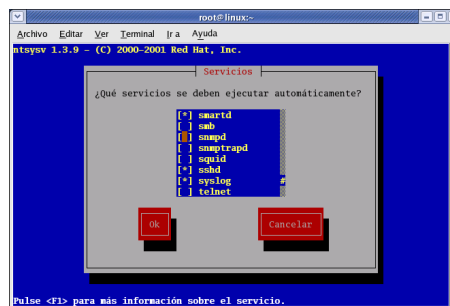 root@linux:~
Archivo Editar Ver Terminal Ir a Ayuda
ntsysv 1.3.9 - (C) 2000-2001 Red Hat, Inc.
Servicios
¿Qué servicios se deben ejecutar automáticamente?
[*] smartd
[ ] smb
[ ] snmpd
[ ] snmptrapd
[ ] squid
[*] sshd
[*] syslog #
[ ] telnet
Ok Cancelar
Pulse <F1> para más información sobre el servicio.